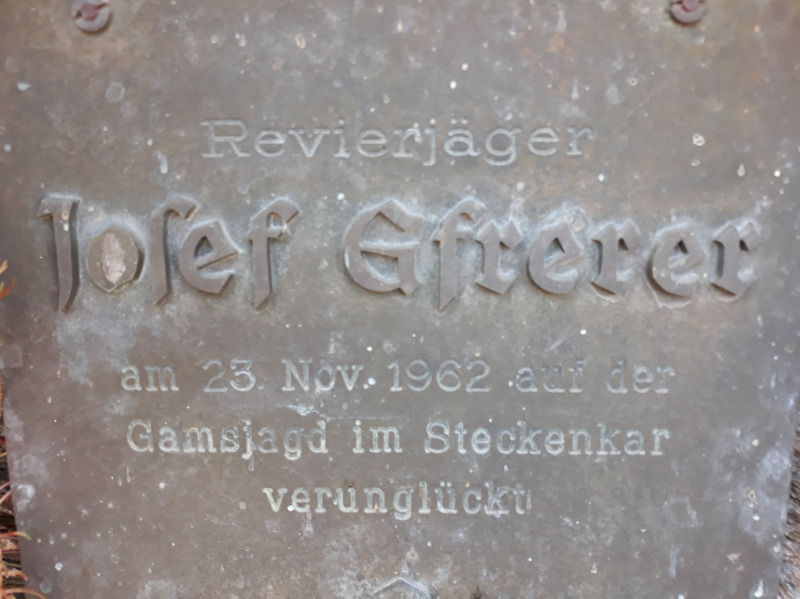 Revierjäger
Josef Gfrerer
am 23. Nov. 1962 auf der
Gamsjagd im Steckenkar
verunglückt